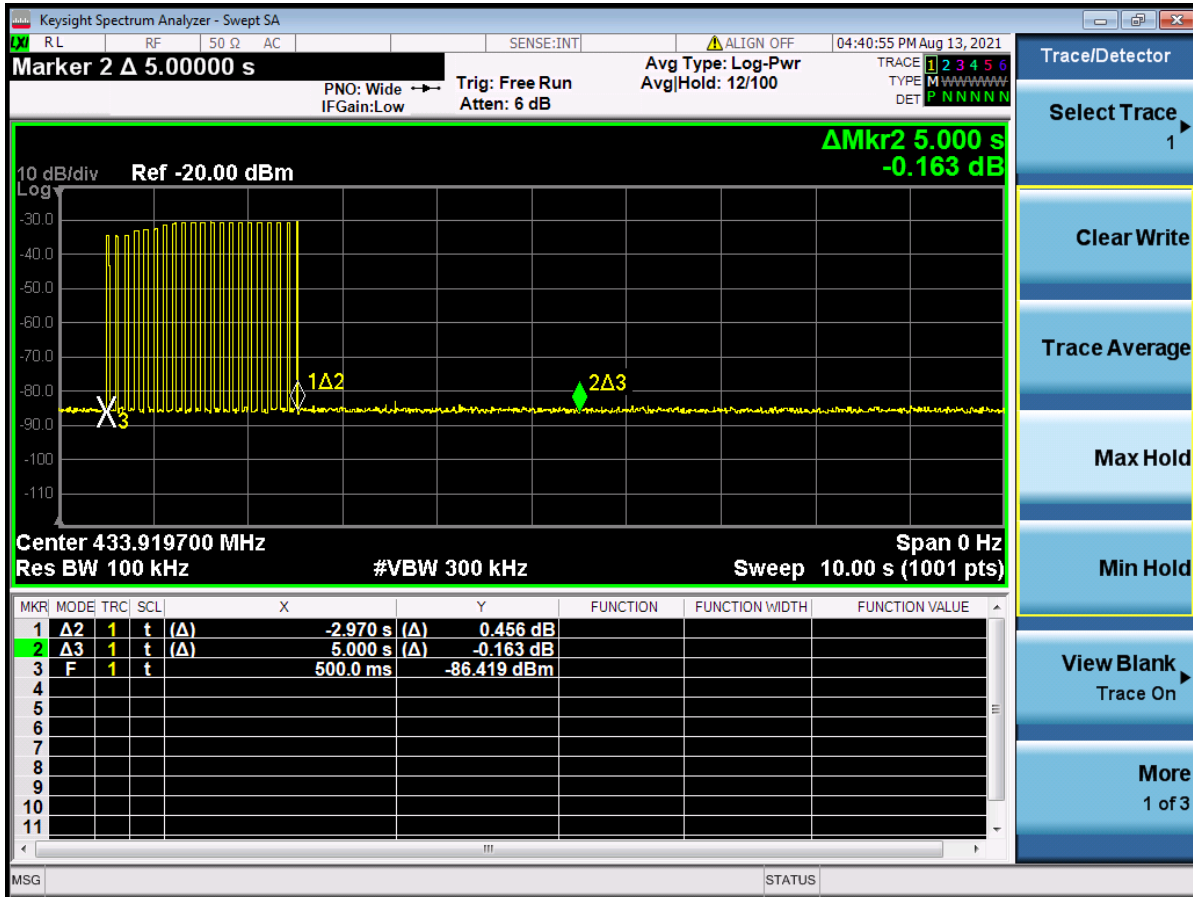 Keysight Spectrum Analyzer - Swept SA
LXI RL RF 50 Ω AC SENSE:INT ALIGN OFF 04:40:55 PM Aug 13, 2021
Marker 2 Δ 5.00000 s
PNO: Wide
IFGain:Low
Trig: Free Run
Atten: 6 dB
Avg Type: Log-Pwr
Avg|Hold: 12/100
TRACE 1 2 3 4 5 6
TYPE M W W W W W
DET P N N N N N
ΔMkr2 5.000 s
-0.163 dB
10 dB/div Ref -20.00 dBm
Log
-30.0
-40.0
-50.0
-60.0
-70.0
-80.0
-90.0
-100
-110
1Δ2
2Δ3
3
Center 433.919700 MHz Span 0 Hz
Res BW 100 kHz #VBW 300 kHz Sweep 10.00 s (1001 pts)
MKR MODE TRC SCL X Y FUNCTION FUNCTION WIDTH FUNCTION VALUE
1 Δ2 1 t (Δ) -2.970 s (Δ) 0.456 dB
2 Δ3 1 t (Δ) 5.000 s (Δ) -0.163 dB
3 F 1 t 500.0 ms -86.419 dBm
4
5
6
7
8
9
10
11
MSG STATUS
Trace/Detector
Select Trace
1
Clear Write
Trace Average
Max Hold
Min Hold
View Blank
Trace On
More
1 of 3